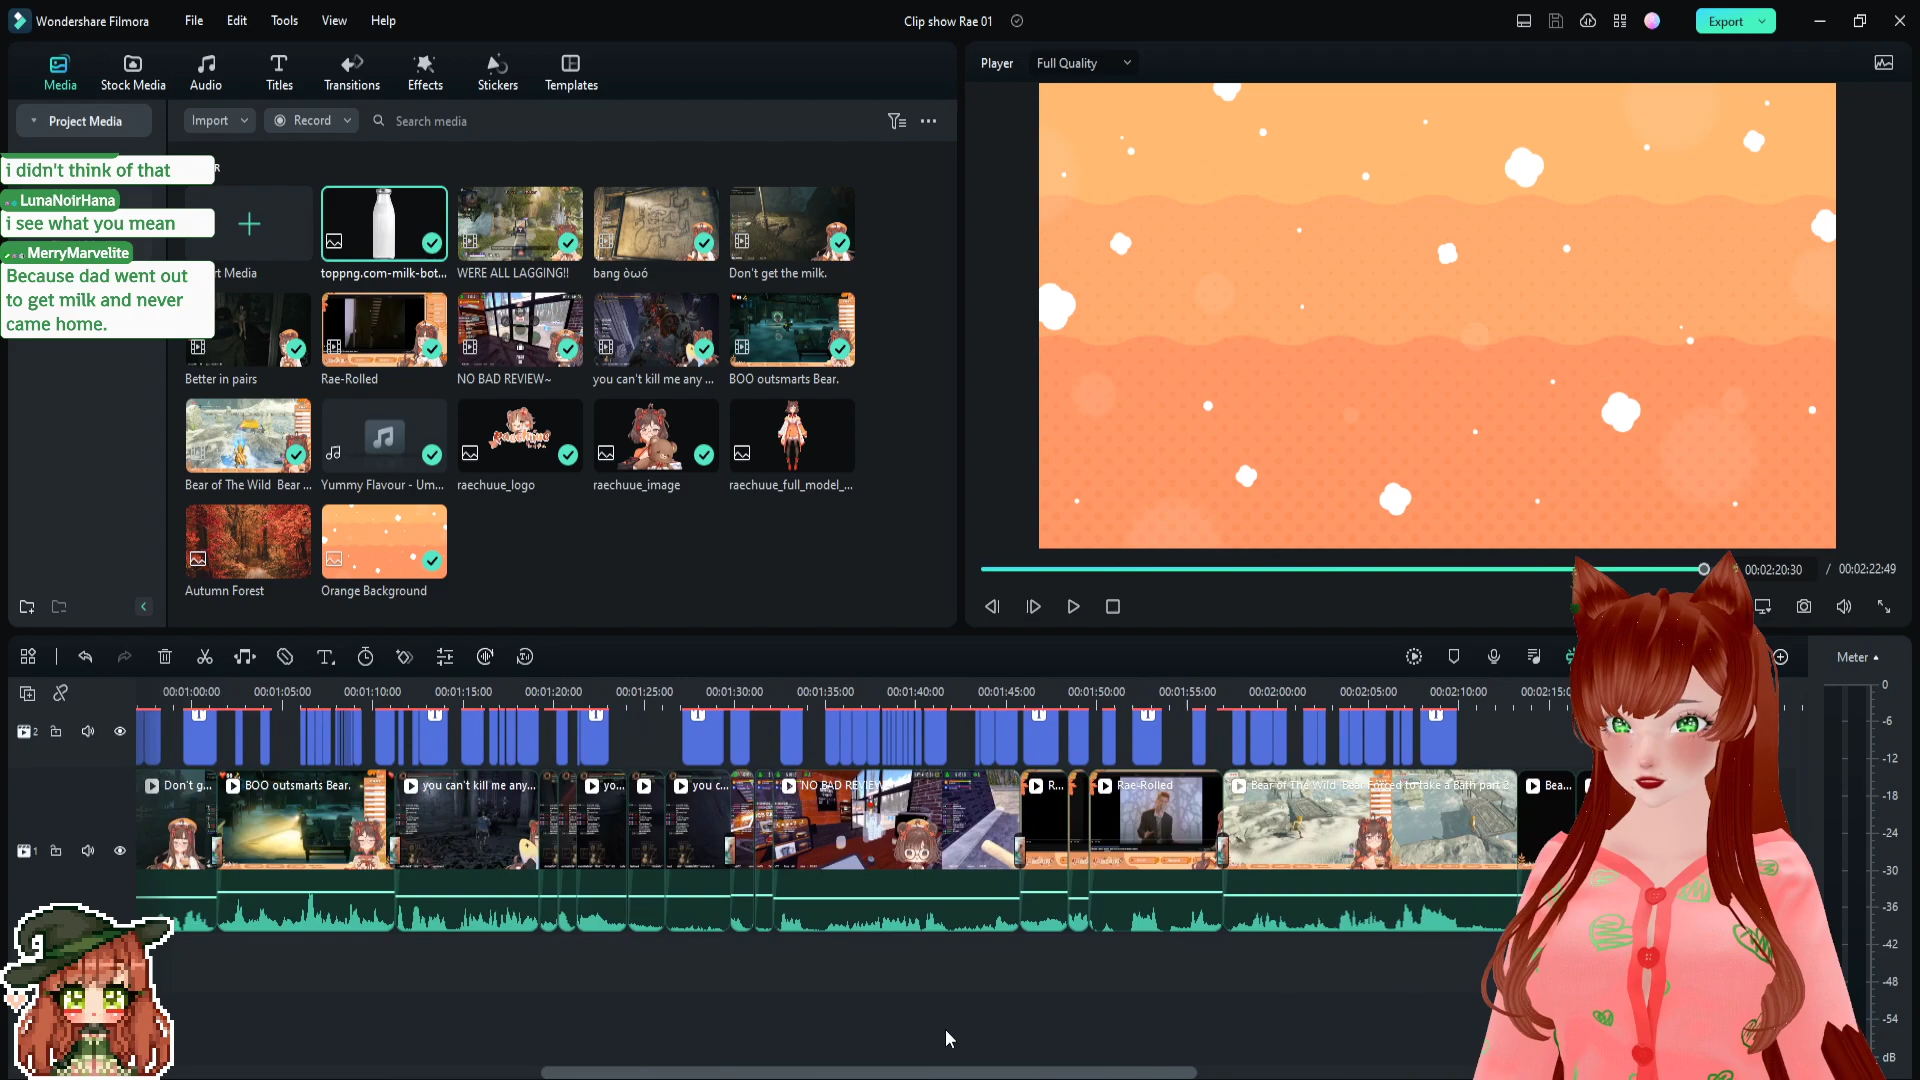 Wondershare Filmora
File
Edit
Tools
View
Help
Clip show Rae 01
Export
Media
Stock Media
Audio
Titles
Transitions
Effects
Stickers
Templates
Player
Full Quality
Project Media
Import
Record
Search media
i didn't think of that
LunaNoirHana
i see what you mean
MerryMarvelite
Because dad went out
to get milk and never
came home.
Media
toppng.com-milk-bot...
WERE ALL LAGGING!!
bang òωó
Don't get the milk.
Better in pairs
Rae-Rolled
NO BAD REVIEW~
you can't kill me any ...
BOO outsmarts Bear.
Bear of The Wild Bear ...
Yummy Flavour - Um...
raechuue_logo
raechuue_image
raechuue_full_model_...
Autumn Forest
Orange Background
00:02:20:30
/ 00:02:22:49
Meter
00:01:00:00
00:01:05:00
00:01:10:00
00:01:15:00
00:01:20:00
00:01:25:00
00:01:30:00
00:01:35:00
00:01:40:00
00:01:45:00
00:01:50:00
00:01:55:00
00:02:00:00
00:02:05:00
00:02:10:00
00:02:15:0
2
Don't g...
BOO outsmarts Bear.
you can't kill me any...
yo...
you c...
NO BAD REVIEW~
R...
Rae-Rolled
Bear of The Wild Bear Forced to take a Bath part 2
Bea...
1
0
-6
-12
-18
-24
-30
-36
-42
-48
-54
dB